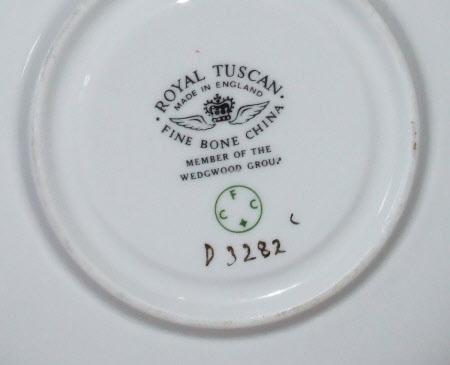 ROYAL TUSCAN
MADE IN ENGLAND
FINE BONE CHINA
MEMBER OF THE
WEDGWOOD GROUP
C F C
D 3282